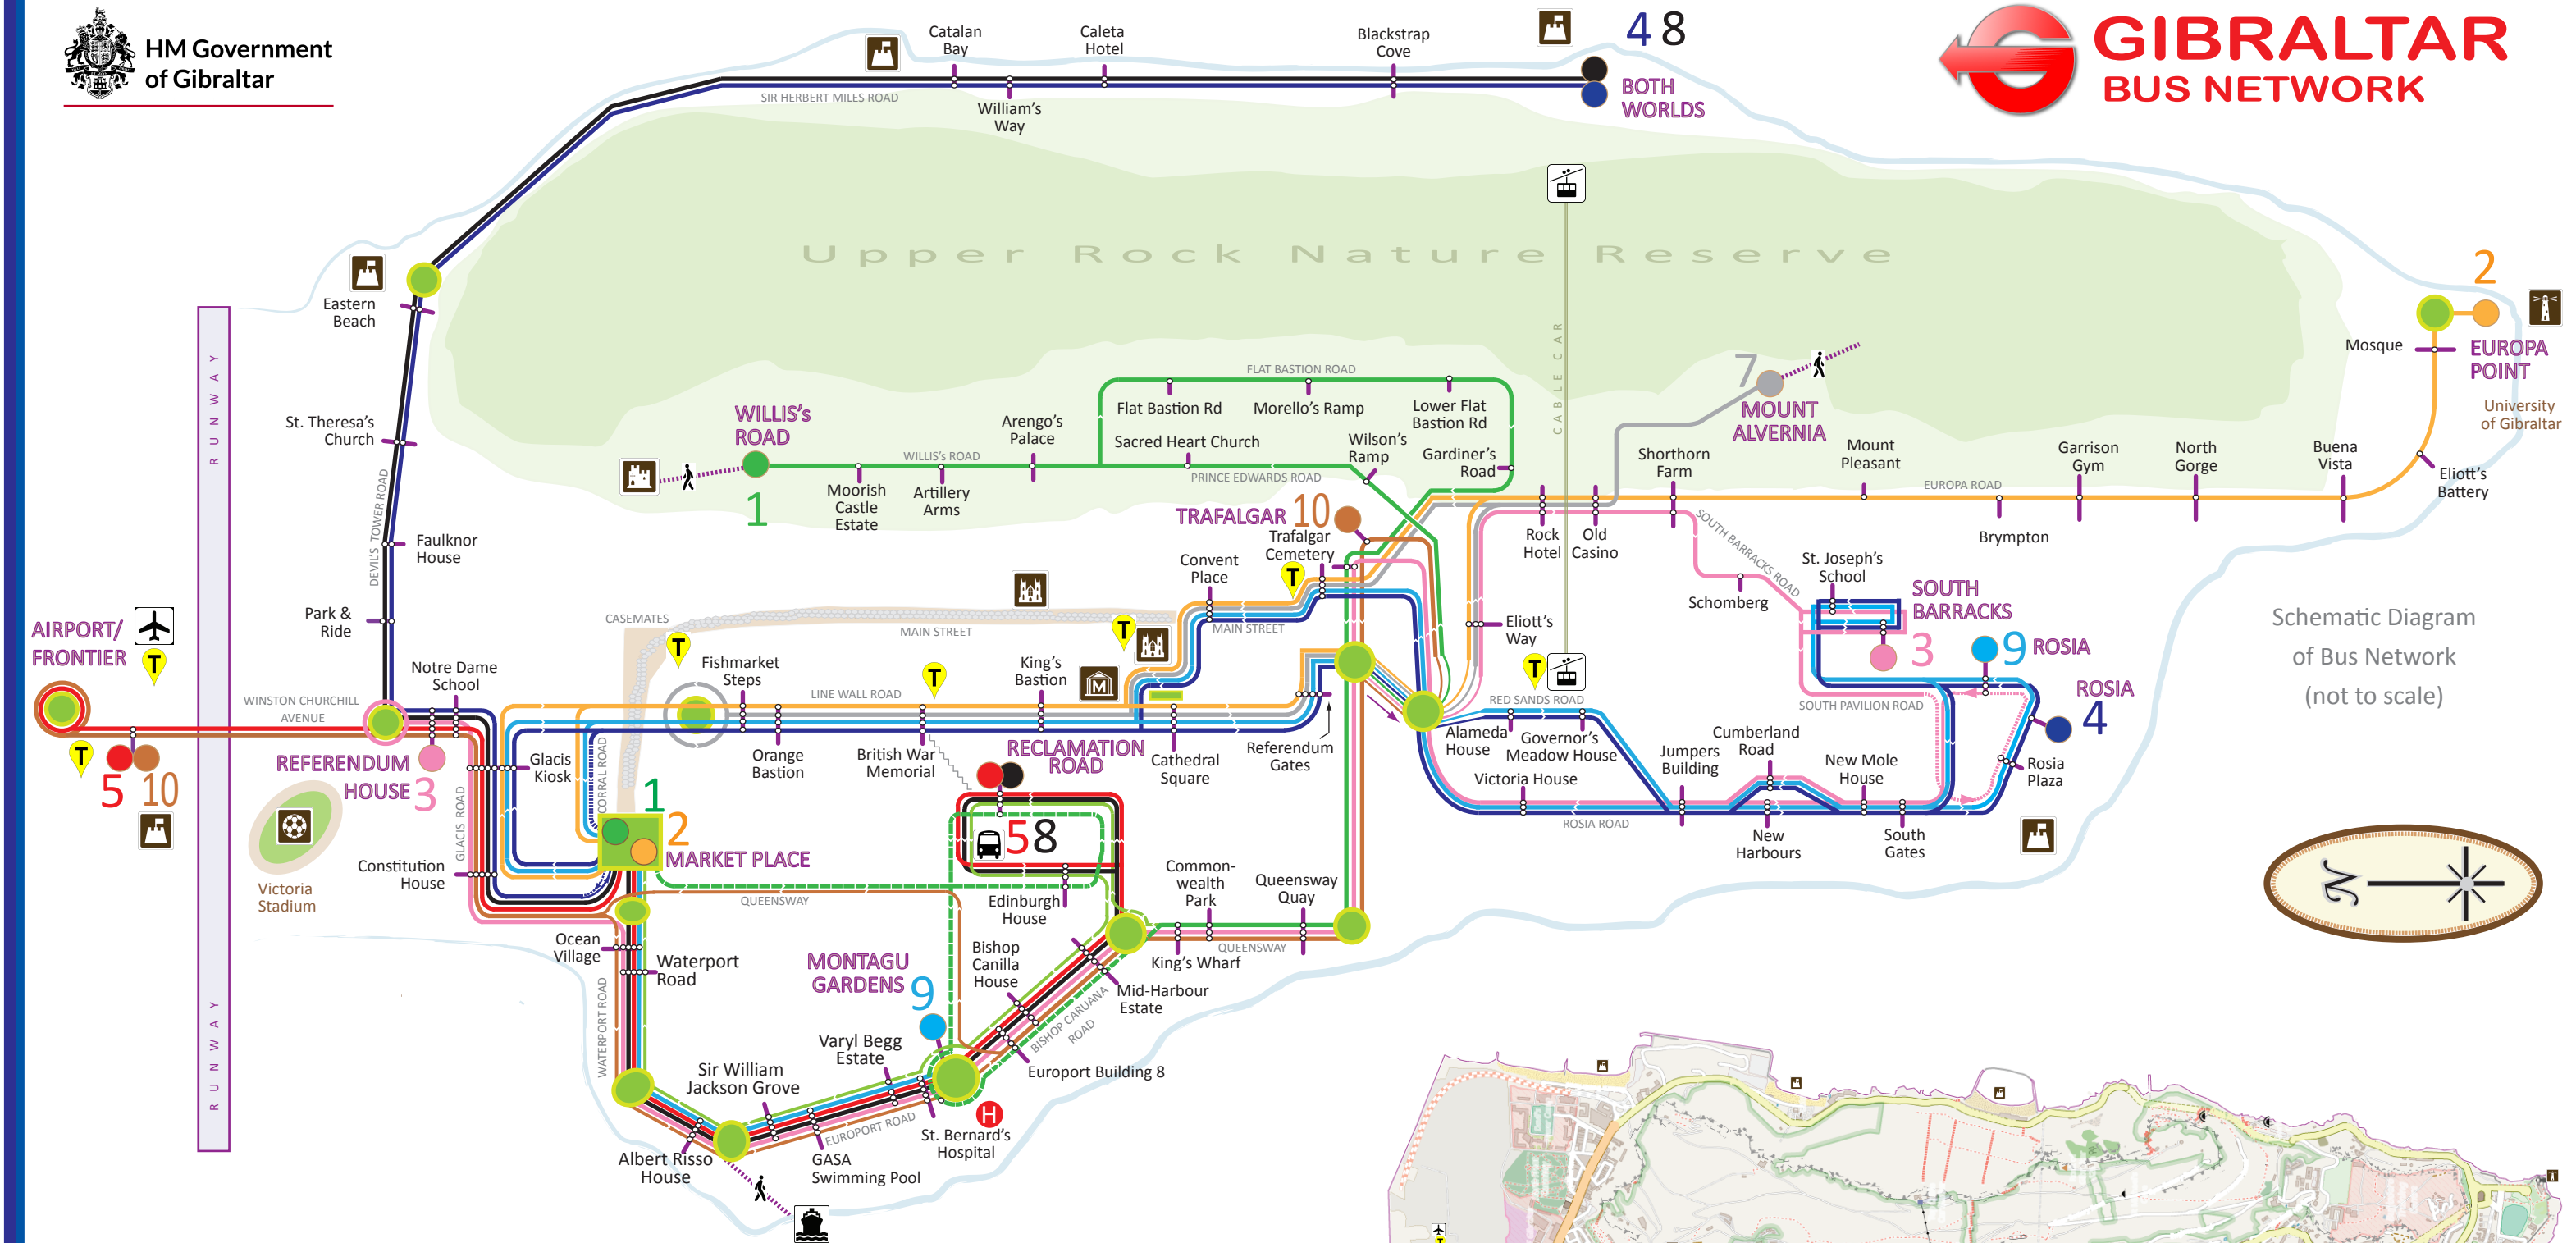 HM Government
of Gibraltar
GIBRALTAR
BUS NETWORK
Catalan
Bay
Caleta
Hotel
Blackstrap
Cove
4 8
BOTH
WORLDS
SIR HERBERT MILES ROAD
William's
Way
Upper Rock Nature Reserve
CABLE CAR
Eastern
Beach
St. Theresa's
Church
DEVIL'S TOWER ROAD
Faulknor
House
Park &
Ride
Notre Dame
School
RUNWAY
RUNWAY
AIRPORT/
FRONTIER
T
T
5 10
WINSTON CHURCHILL
AVENUE
REFERENDUM
HOUSE 3
Victoria
Stadium
GLACIS ROAD
Glacis
Kiosk
Constitution
House
CORRAL ROAD
CASEMATES
MAIN STREET
T
WILLIS's
ROAD
1
WILLIS's ROAD
Moorish
Castle
Estate
Artillery
Arms
Arengo's
Palace
FLAT BASTION ROAD
Flat Bastion Rd
Morello's Ramp
Lower Flat
Bastion Rd
Sacred Heart Church
PRINCE EDWARDS ROAD
Wilson's
Ramp
Gardiner's
Road
TRAFALGAR 10
Trafalgar
Cemetery
T
Convent
Place
MAIN STREET
T
M
Fishmarket
Steps
LINE WALL ROAD
T
King's
Bastion
Orange
Bastion
British War
Memorial
RECLAMATION
ROAD
Cathedral
Square
Referendum
Gates
1
2
MARKET PLACE
5 8
QUEENSWAY
Edinburgh
House
Common-
wealth
Park
Queensway
Quay
King's Wharf
QUEENSWAY
Ocean
Village
Waterport
Road
WATERPORT ROAD
MONTAGU
GARDENS 9
Bishop
Canilla
House
Mid-Harbour
Estate
BISHOP CARUANA
ROAD
Europort Building 8
Varyl Begg
Estate
Sir William
Jackson Grove
EUROPORT ROAD
H
St. Bernard's
Hospital
GASA
Swimming Pool
Albert Risso
House
7
MOUNT
ALVERNIA
Rock
Hotel
Old
Casino
Shorthorn
Farm
Mount
Pleasant
EUROPA ROAD
Brympton
Garrison
Gym
North
Gorge
Buena
Vista
Eliott's
Battery
Mosque
2
EUROPA
POINT
University
of Gibraltar
SOUTH BARRACKS ROAD
Schomberg
St. Joseph's
School
SOUTH
BARRACKS
3
9 ROSIA
ROSIA
4
SOUTH PAVILION ROAD
Rosia
Plaza
Eliott's
Way
T
RED SANDS ROAD
Alameda
House
Governor's
Meadow House
Victoria House
Jumpers
Building
Cumberland
Road
New Mole
House
ROSIA ROAD
New
Harbours
South
Gates
Schematic Diagram
of Bus Network
(not to scale)
N
T